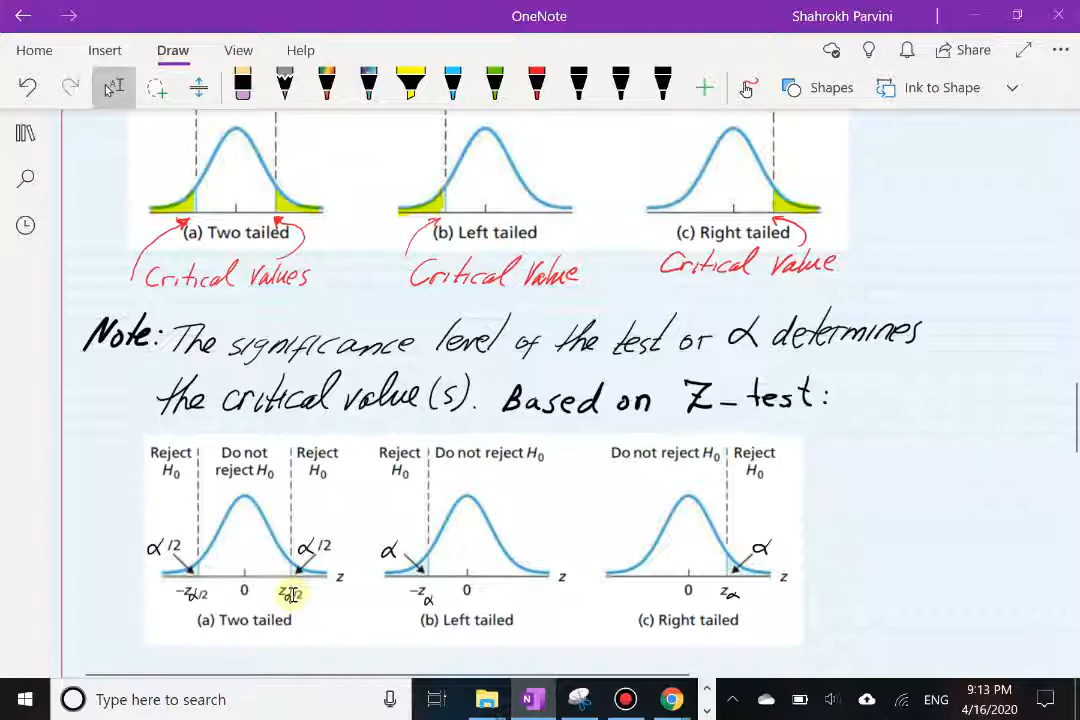 OneNote
Shahrokh Parvini
Home Insert Draw View Help
Share
Shapes
Ink to Shape
(a) Two tailed
(b) Left tailed
(c) Right tailed
Critical Values
Critical Value
Critical Value
Note: The significance level of the test or α determines
the critical value(s). Based on Z-test:
Reject H₀ Do not reject H₀ Reject H₀
α/2 α/2
−zα/2 0 zα/2 z
(a) Two tailed
Reject H₀ Do not reject H₀
α
−zα 0 z
(b) Left tailed
Do not reject H₀ Reject H₀
α
0 zα z
(c) Right tailed
Type here to search
ENG
9:13 PM
4/16/2020